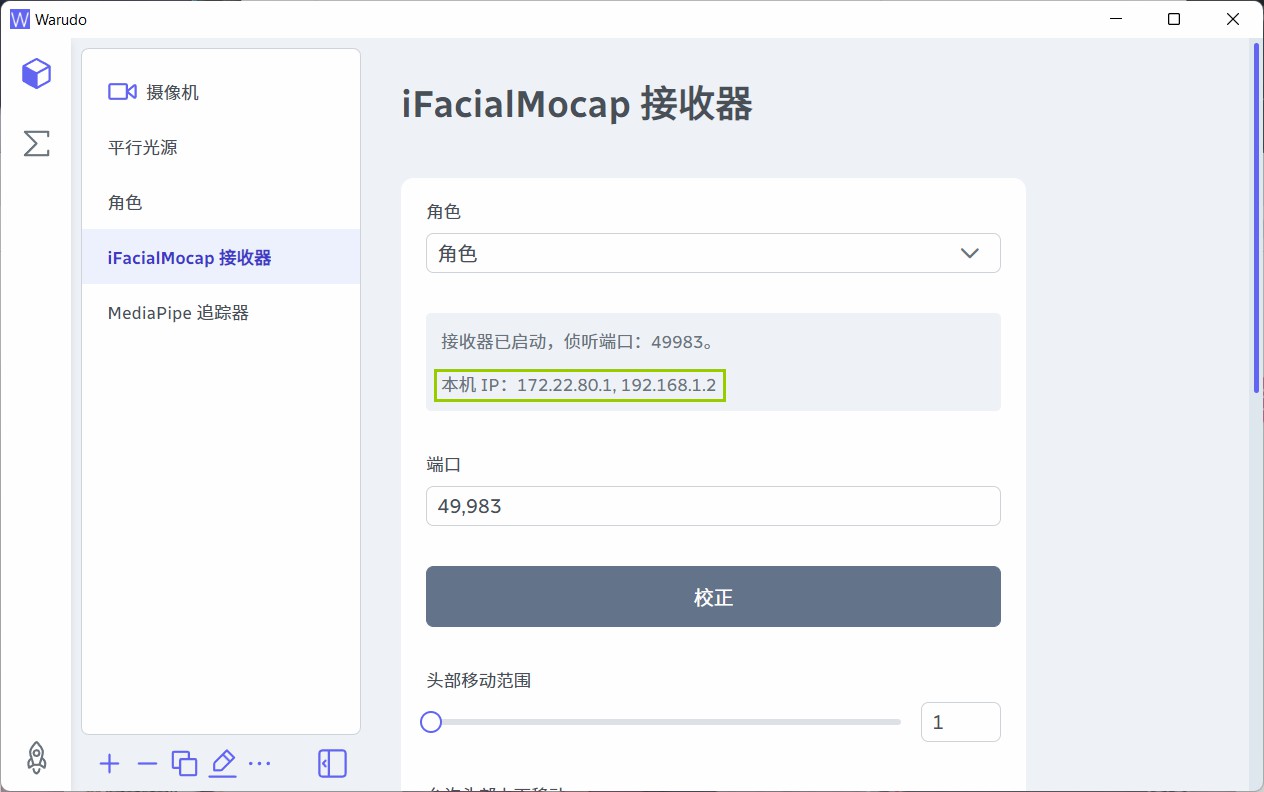 Warudo
摄像机
平行光源
角色
iFacialMocap 接收器
MediaPipe 追踪器
iFacialMocap 接收器
角色
角色
接收器已启动，侦听端口：49983。
本机 IP：172.22.80.1, 192.168.1.2
端口
49,983
校正
头部移动范围
1